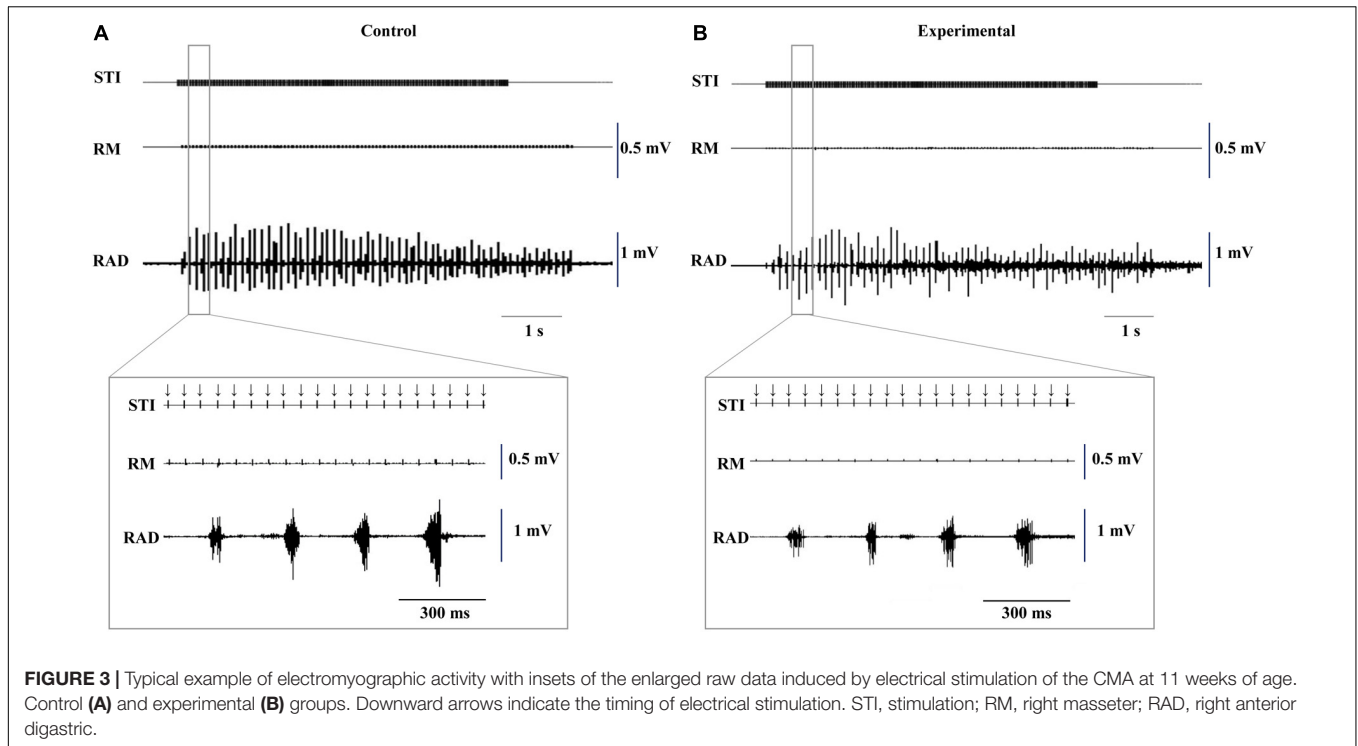 A Control
B Experimental
STI
RM
0.5 mV
RAD
1 mV
1 s
STI
RM
0.5 mV
RAD
1 mV
1 s
STI ↓ ↓ ↓ ↓ ↓ ↓ ↓ ↓ ↓ ↓ ↓ ↓ ↓ ↓ ↓ ↓ ↓ ↓ ↓ ↓ ↓
RM
0.5 mV
RAD
1 mV
300 ms
STI ↓ ↓ ↓ ↓ ↓ ↓ ↓ ↓ ↓ ↓ ↓ ↓ ↓ ↓ ↓ ↓ ↓ ↓ ↓ ↓ ↓
RM
0.5 mV
RAD
1 mV
300 ms
FIGURE 3 | Typical example of electromyographic activity with insets of the enlarged raw data induced by electrical stimulation of the CMA at 11 weeks of age.
Control (A) and experimental (B) groups. Downward arrows indicate the timing of electrical stimulation. STI, stimulation; RM, right masseter; RAD, right anterior
digastric.